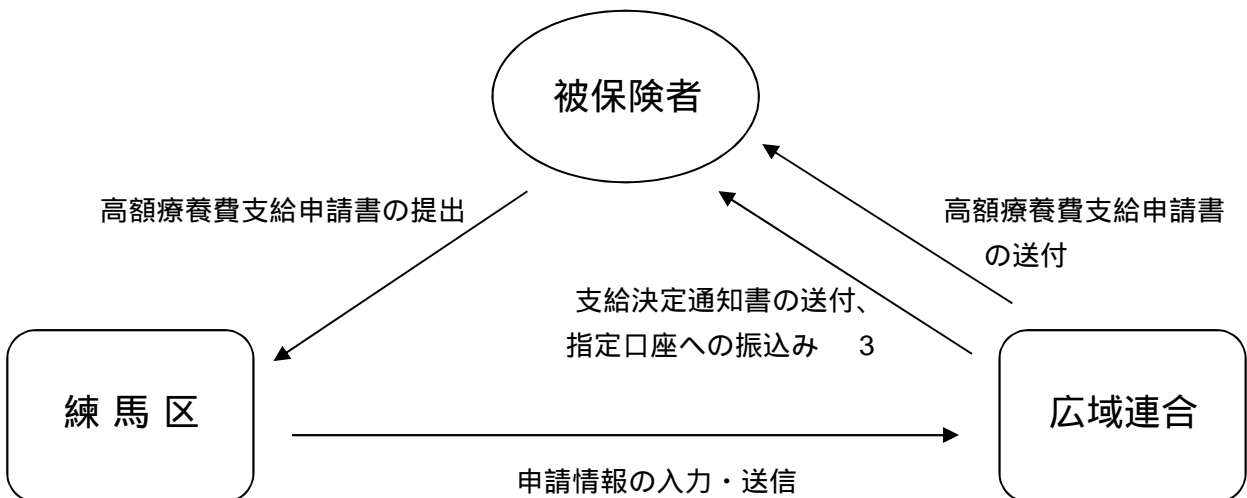 被保険者
高額療養費支給申請書の提出
高額療養費支給申請書
の送付
支給決定通知書の送付、
指定口座への振込み　3
練 馬 区
広域連合
申請情報の入力・送信